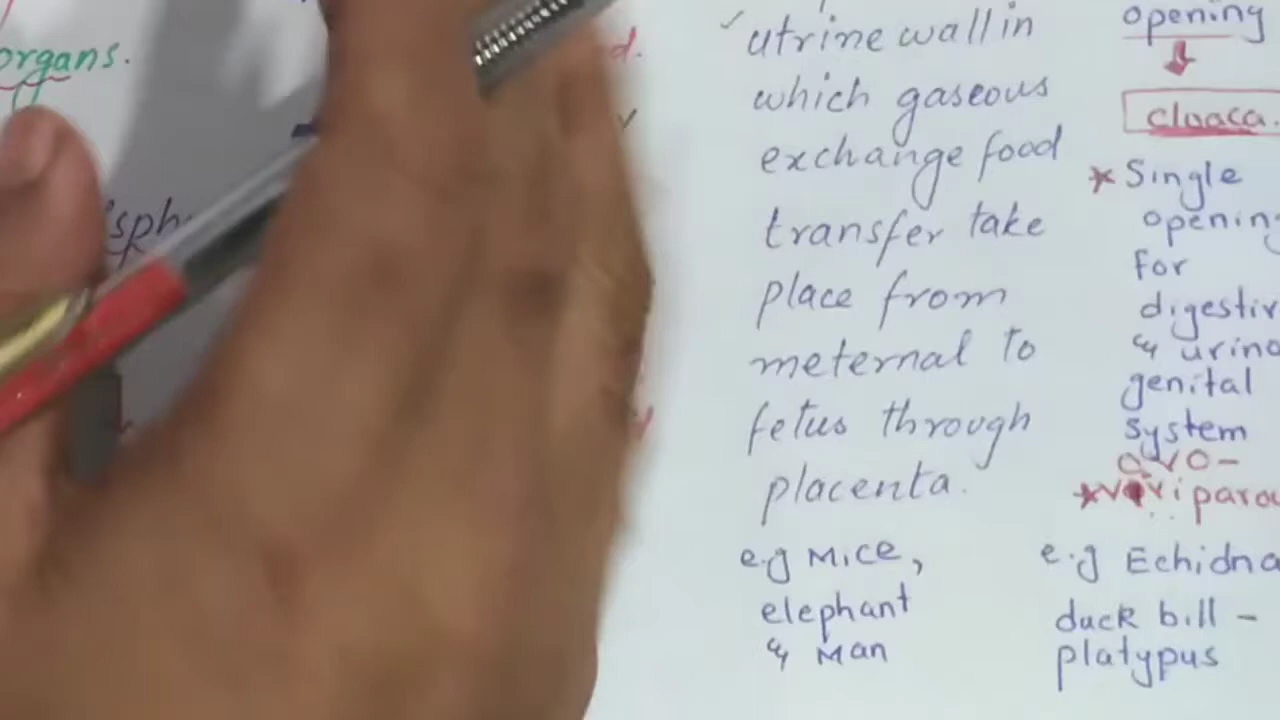 organs.
d.
utrine wall in
which gaseous
exchange food
transfer take
place from
meternal to
fetus through
placenta.
e.g Mice,
elephant
& Man
opening
cloaca.
* Single
opening
for
digestiv
& urino
genital
system
ovo-
* viparou
e.g Echidna
duck bill -
platypus